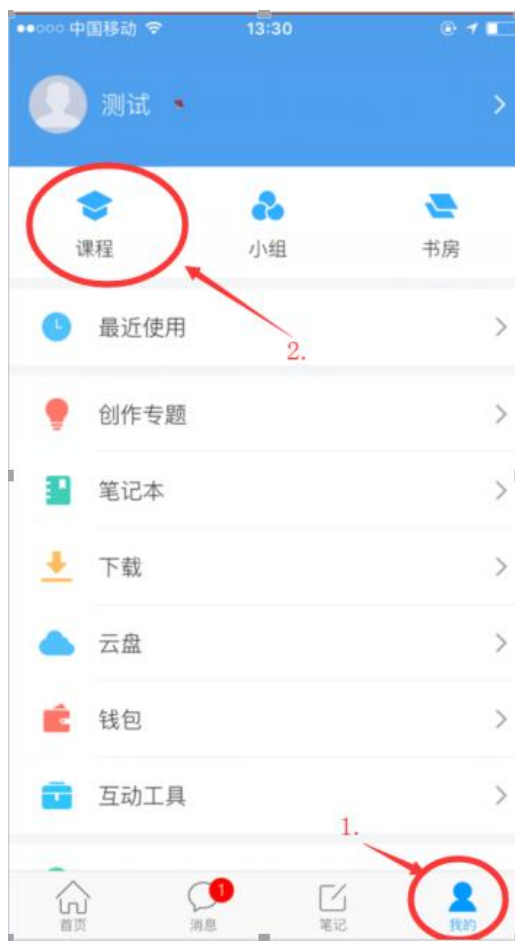 中国移动 13:30
测试
课程 小组 书房
最近使用
2.
创作专题
笔记本
下载
云盘
钱包
互动工具
1.
1
首页 消息 笔记 我的